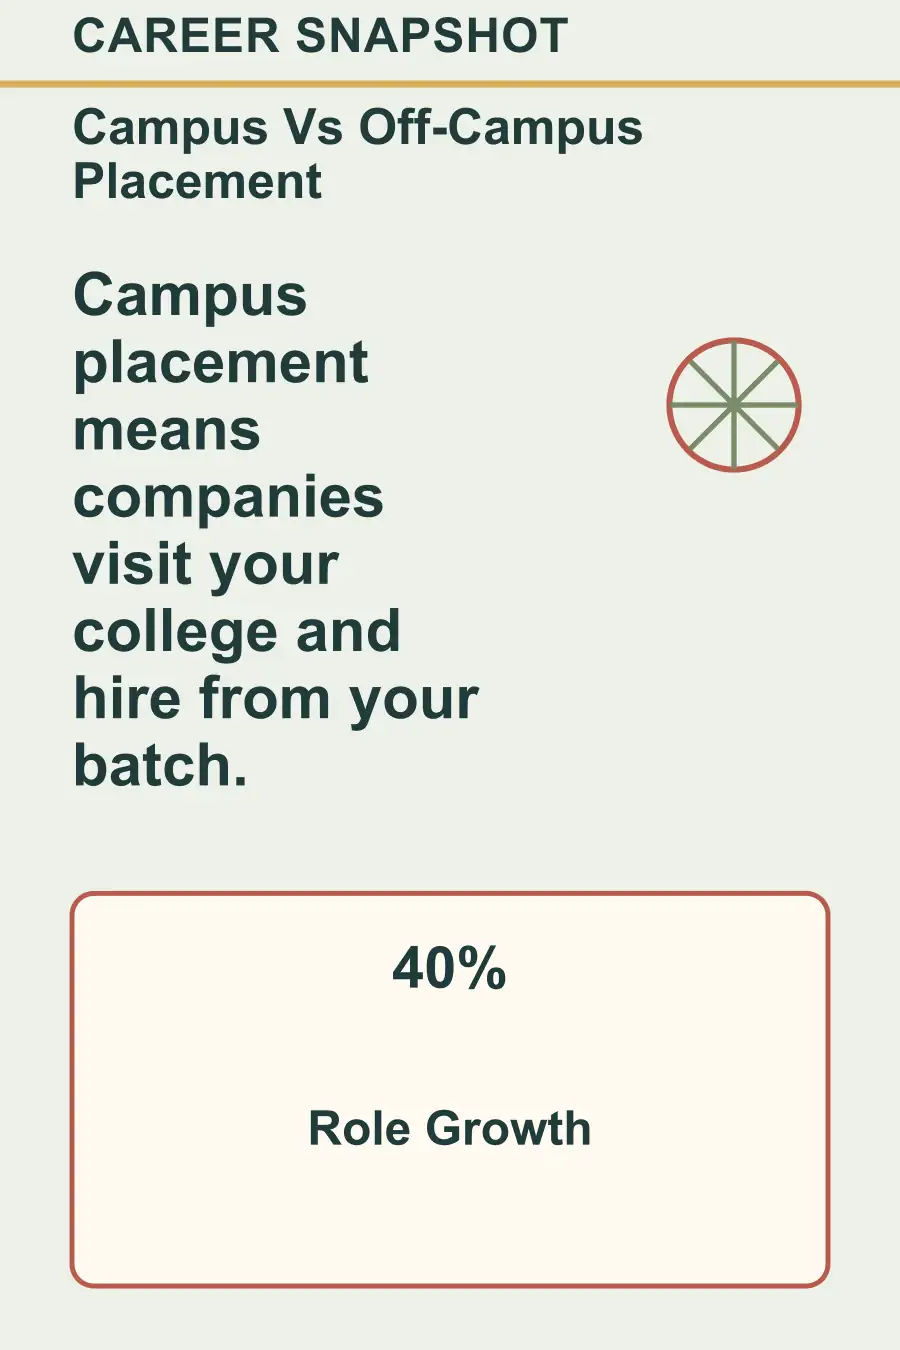 CAREER SNAPSHOT
Campus Vs Off-Campus
Placement
Campus
placement
means
companies
visit your
college and
hire from your
batch.
40%
Role Growth